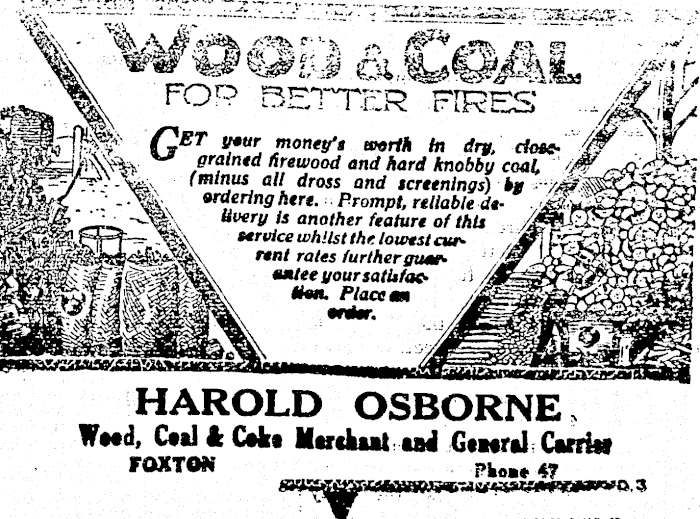 WOOD & COAL
FOR BETTER FIRES
GET your money's worth in dry, close-
grained firewood and hard knobby coal,
(minus all dross and screenings) by
ordering here. Prompt, reliable de-
livery is another feature of this
service whilst the lowest cur-
rent rates further guar-
antee your satisfac-
tion. Place an
order.
HAROLD OSBORNE
Wood, Coal & Coke Merchant and General Carrier
FOXTON Phone 47
D.3